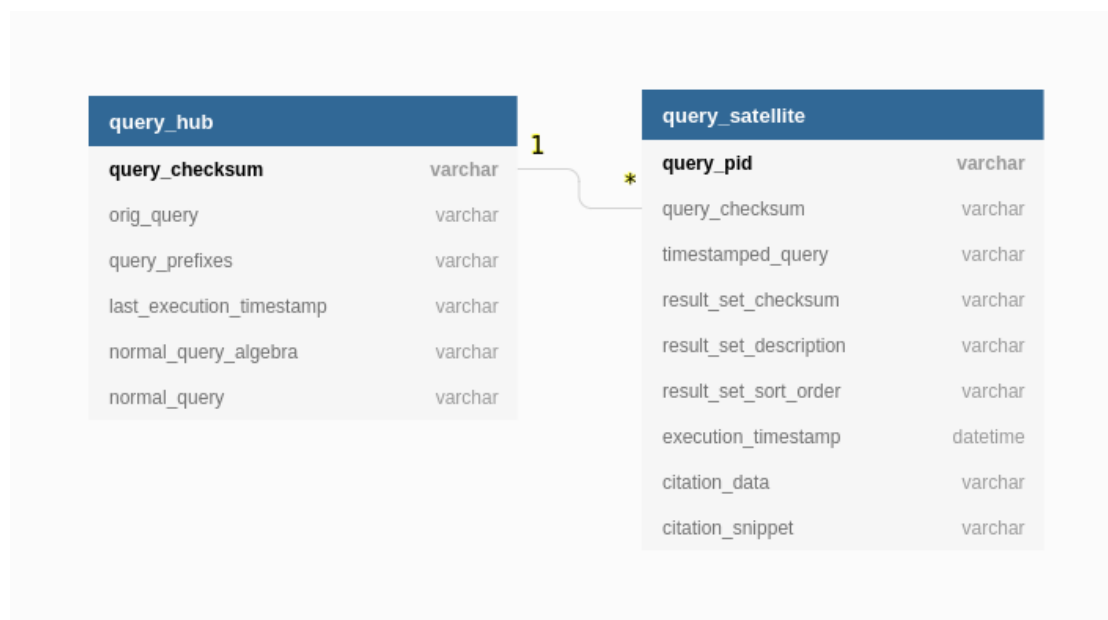 query_hub
query_checksum varchar
orig_query varchar
query_prefixes varchar
last_execution_timestamp varchar
normal_query_algebra varchar
normal_query varchar
1
*
query_satellite
query_pid varchar
query_checksum varchar
timestamped_query varchar
result_set_checksum varchar
result_set_description varchar
result_set_sort_order varchar
execution_timestamp datetime
citation_data varchar
citation_snippet varchar